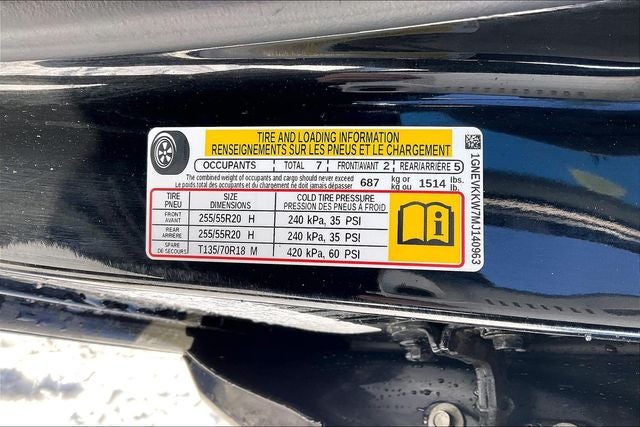 TIRE AND LOADING INFORMATION
RENSEIGNEMENTS SUR LES PNEUS ET LE CHARGEMENT
OCCUPANTS TOTAL 7 FRONT/AVANT 2 REAR/ARRIÈRE 5
The combined weight of occupants and cargo should never exceed 687 kg or 1514 lbs.
Le poids total des occupants et du chargement ne doit jamais dépasser kg ou lb.
TIRE SIZE COLD TIRE PRESSURE
PNEU DIMENSIONS PRESSION DES PNEUS À FROID
FRONT
AVANT 255/55R20 H 240 kPa, 35 PSI
REAR
ARRIÈRE 255/55R20 H 240 kPa, 35 PSI
SPARE
DE SECOURS T135/70R18 M 420 kPa, 60 PSI
i
1GNEVKKW7MJ140963